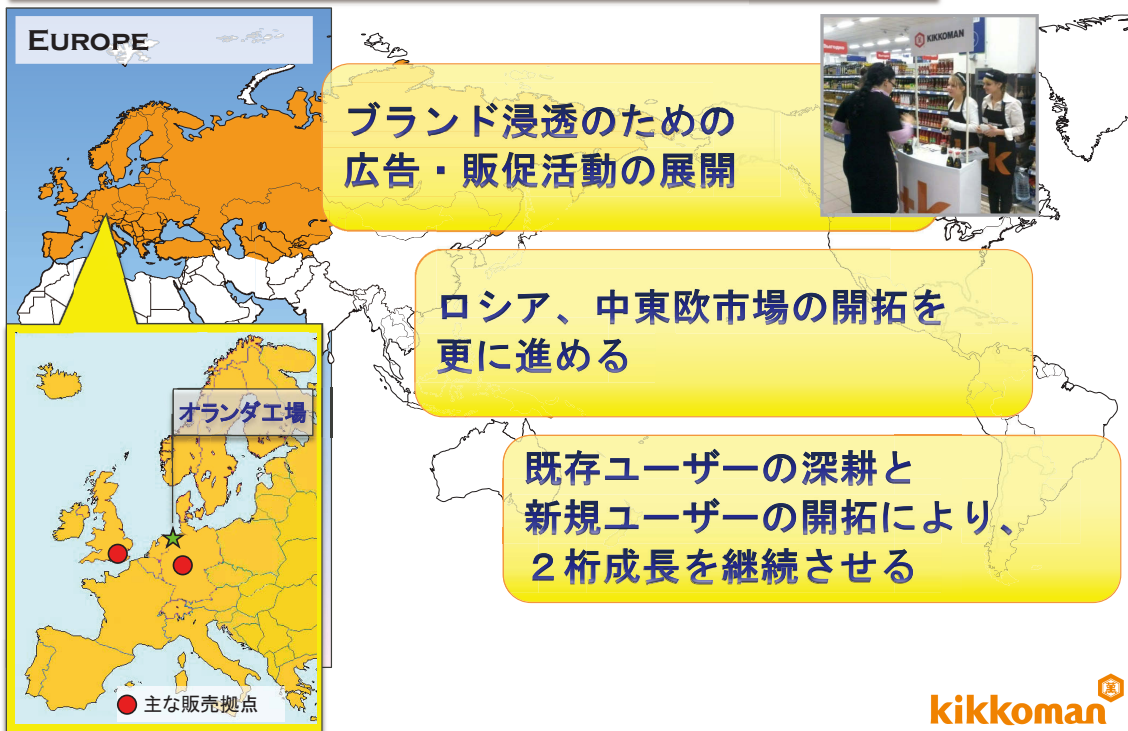 EUROPE
KIKKOMAN
ブランド浸透のための
広告・販促活動の展開
ロシア、中東欧市場の開拓を
更に進める
オランダ工場
既存ユーザーの深耕と
新規ユーザーの開拓により、
２桁成長を継続させる
主な販売拠点
kikkoman